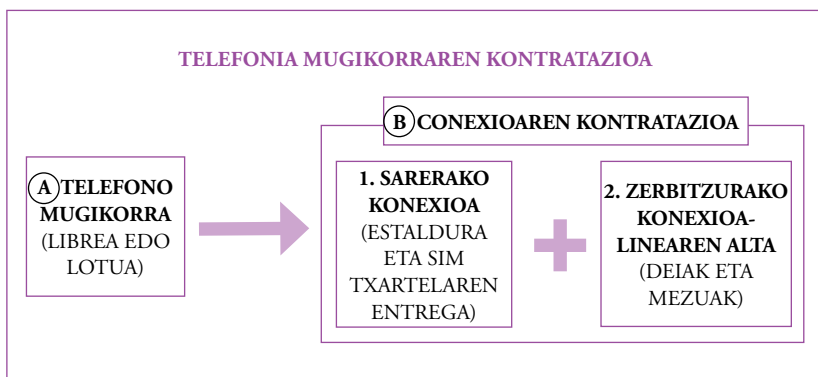 TELEFONIA MUGIKORRAREN KONTRATAZIOA
B CONEXIOAREN KONTRATAZIOA
A TELEFONO
MUGIKORRA
(LIBREA EDO
LOTUA)
1. SARERAKO
KONEXIOA
(ESTALDURA
ETA SIM
TXARTELAREN
ENTREGA)
2. ZERBITZURAKO
KONEXIOA-
LINEAREN ALTA
(DEIAK ETA
MEZUAK)